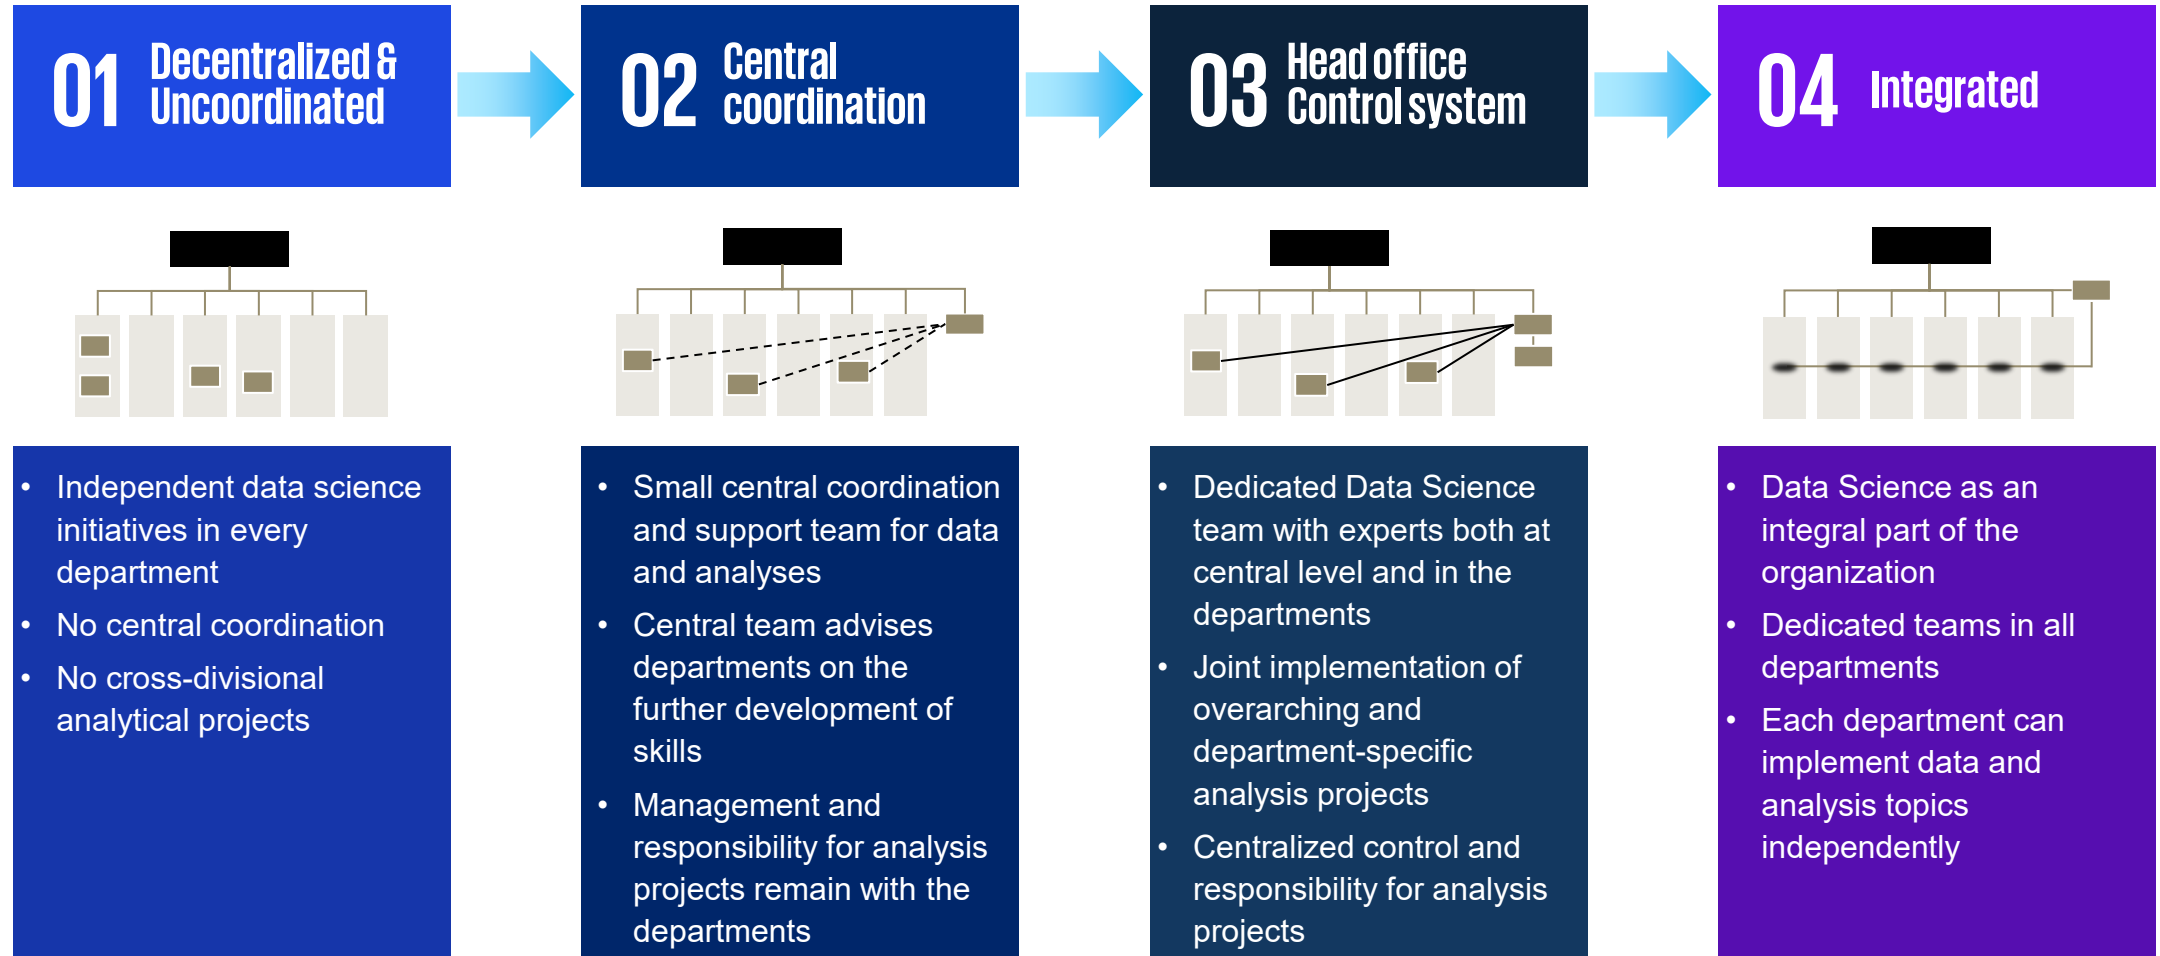 01 Decentralized &
Uncoordinated
02 Central
coordination
03 Head office
Control system
04 Integrated
• Independent data science
initiatives in every
department
• No central coordination
• No cross-divisional
analytical projects
• Small central coordination
and support team for data
and analyses
• Central team advises
departments on the
further development of
skills
• Management and
responsibility for analysis
projects remain with the
departments
• Dedicated Data Science
team with experts both at
central level and in the
departments
• Joint implementation of
overarching and
department-specific
analysis projects
• Centralized control and
responsibility for analysis
projects
• Data Science as an
integral part of the
organization
• Dedicated teams in all
departments
• Each department can
implement data and
analysis topics
independently